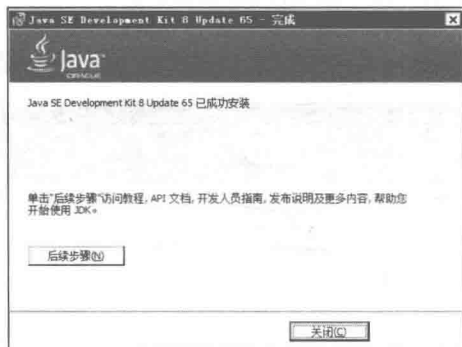 Java SE Development Kit 8 Update 65 - 完成
Java
ORACLE
Java SE Development Kit 8 Update 65 已成功安装
单击"后续步骤"访问教程, API 文档, 开发人员指南, 发布说明及更多内容, 帮助您
开始使用 JDK。
后续步骤(N)
关闭(C)